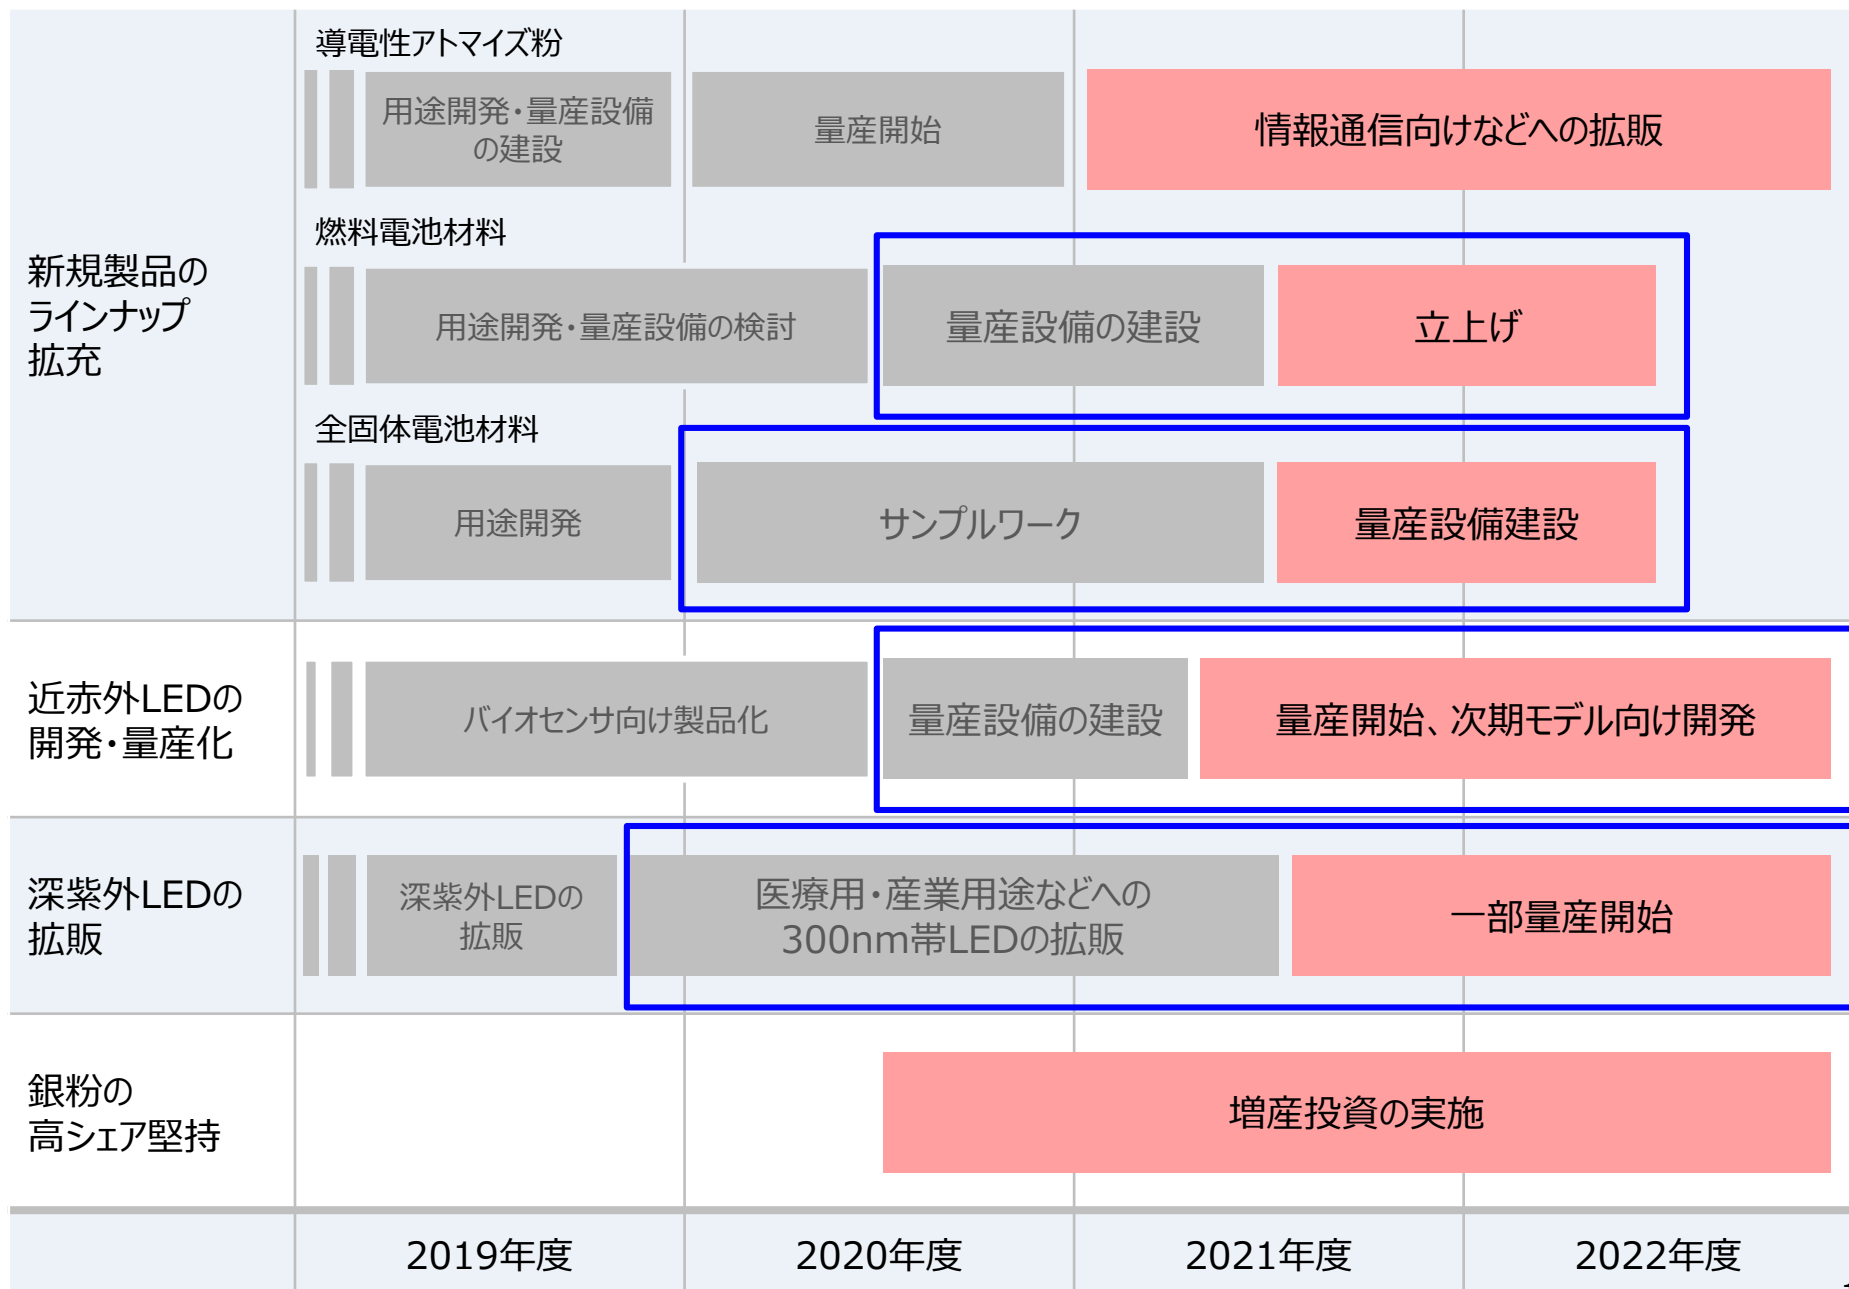 導電性アトマイズ粉
用途開発・量産設備
の建設
量産開始
情報通信向けなどへの拡販
新規製品の
ラインナップ
拡充
燃料電池材料
用途開発・量産設備の検討
量産設備の建設
立上げ
全固体電池材料
用途開発
サンプルワーク
量産設備建設
近赤外LEDの
開発・量産化
バイオセンサ向け製品化
量産設備の建設
量産開始、次期モデル向け開発
深紫外LEDの
拡販
深紫外LEDの
拡販
医療用・産業用途などへの
300nm帯LEDの拡販
一部量産開始
銀粉の
高シェア堅持
増産投資の実施
2019年度
2020年度
2021年度
2022年度